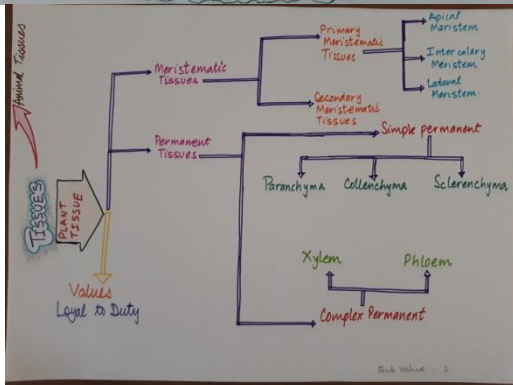 Animal Tissues
TISSUES
PLANT TISSUE
Values
Loyal to Duty
Meristematic
Tissues
Primary
Meristematic
Tissues
Apical
Meristem
Intercalary
Meristem
Lateral
Meristem.
Secondary
Meristematic
Tissues
Permanent
Tissues
Simple permanent
Paranchyma Collenchyma Sclerenchyma
Xylem Phloem
Complex Permanent
Sub Value - 2